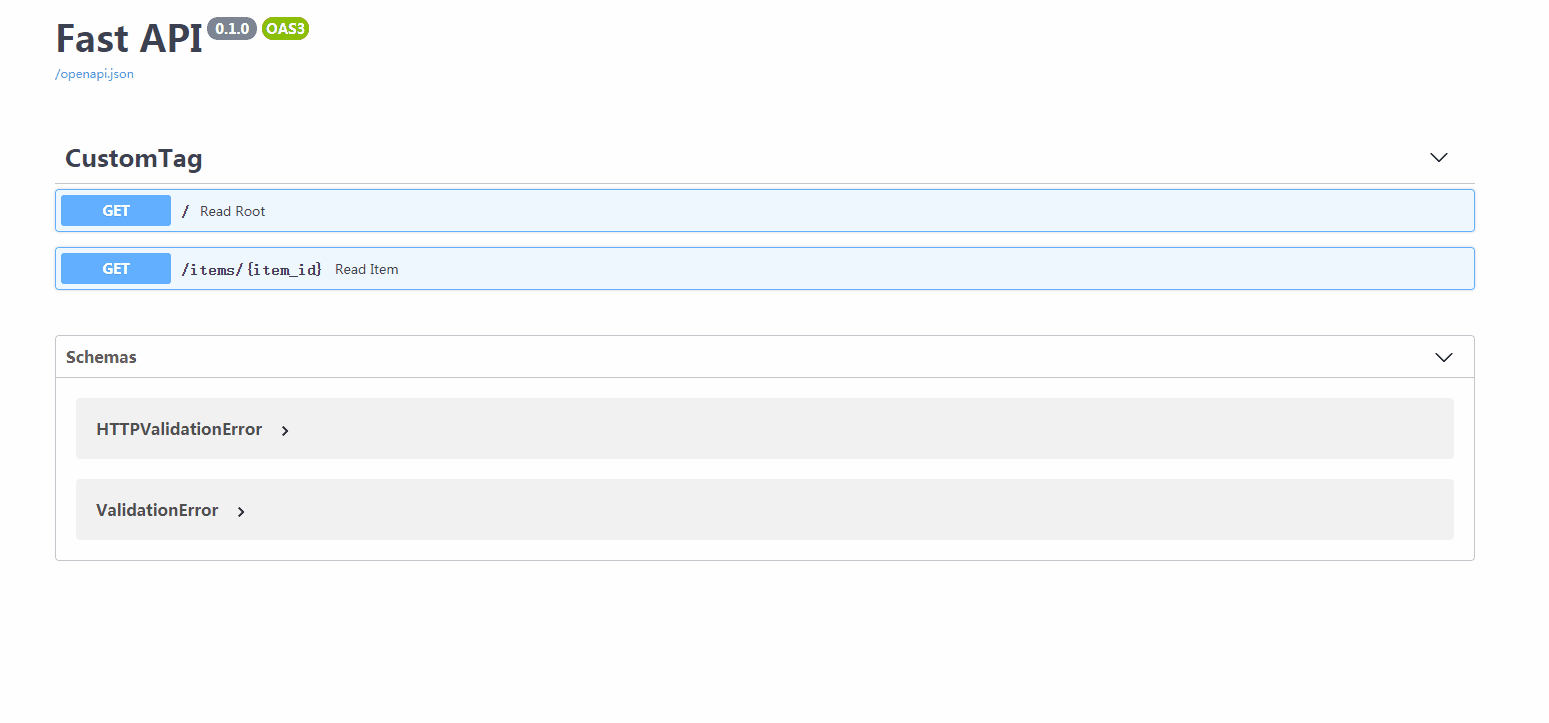 Fast API 0.1.0 OAS3
/openapi.json
CustomTag
GET / Read Root
GET /items/{item_id} Read Item
Schemas
HTTPValidationError
ValidationError